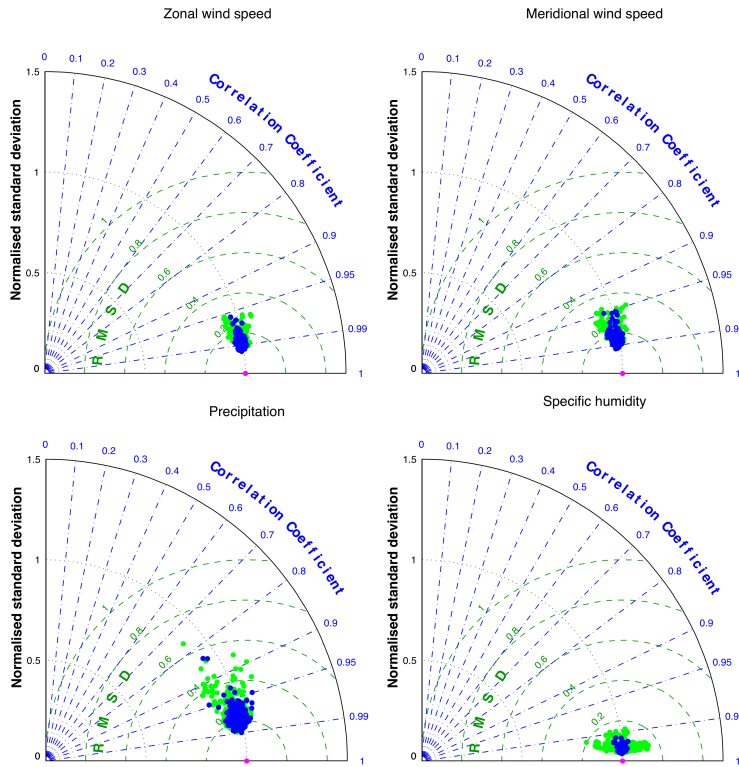 Zonal wind speed
Meridional wind speed
0 0.1 0.2 0.3 0.4 0.5 0.6 0.7 0.8 0.9 0.95 0.99 1
Correlation Coefficient
Normalised standard deviation
1.5
1
0.5
0
1 0.8 0.6 0.4 0.2
R M S D
0 0.1 0.2 0.3 0.4 0.5 0.6 0.7 0.8 0.9 0.95 0.99 1
Correlation Coefficient
Normalised standard deviation
1.5
1
0.5
0
1 0.8 0.6 0.4
R M S D
Precipitation
Specific humidity
0 0.1 0.2 0.3 0.4 0.5 0.6 0.7 0.8 0.9 0.95 0.99 1
Correlation Coefficient
Normalised standard deviation
1.5
1
0.5
0
1 0.8 0.6 0.4
R M S D
0 0.1 0.2 0.3 0.4 0.5 0.6 0.7 0.8 0.9 0.95 0.9 1
Correlation Coefficient
Normalised standard deviation
1.5
1
0.5
0
1 0.8 0.6 0.4 0.2
R M S D